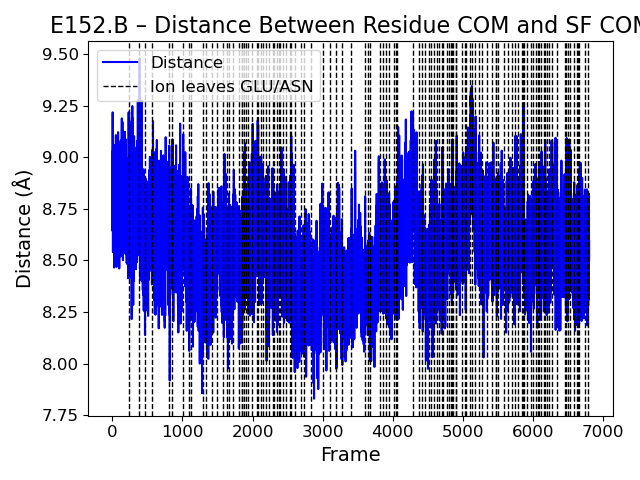 E152.B – Distance Between Residue COM and SF COM
9.50
9.25
9.00
8.75
8.50
8.25
8.00
7.75
Distance (Å)
Distance
Ion leaves GLU/ASN
0 1000 2000 3000 4000 5000 6000 7000
Frame